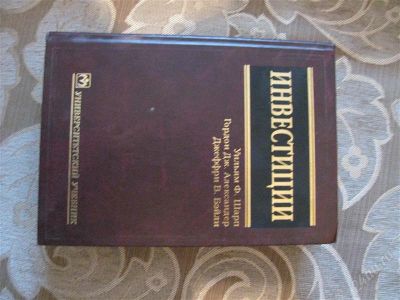 ИНВЕСТИЦИИ
Уильям Ф. Шарп
Гордон Дж. Александер
Джеффри В. Бэйли
УНИВЕРСИТЕТСКИЙ УЧЕБНИК